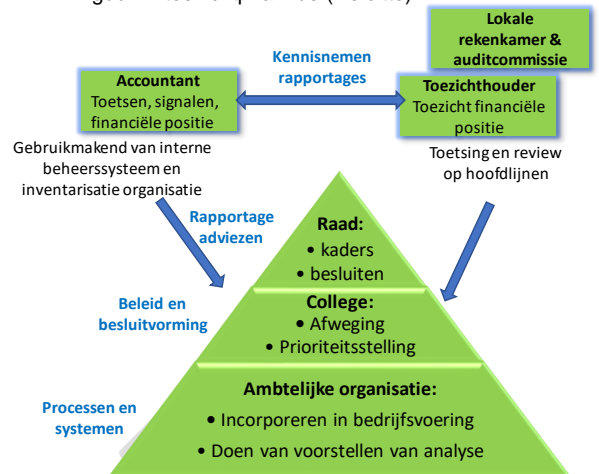 Lokale
rekenkamer &
auditcommissie
Kennisnemen
rapportages
Accountant
Toetsen, signalen,
financiële positie
Toezichthouder
Toezicht financiële
positie
Gebruikmakend van interne
beheerssysteem en
inventarisatie organisatie
Toetsing en review
op hoofdlijnen
Rapportage
adviezen
Raad:
• kaders
• besluiten
Beleid en
besluitvorming
College:
• Afweging
• Prioriteitsstelling
Processen en
systemen
Ambtelijke organisatie:
• Incorporeren in bedrijfsvoering
• Doen van voorstellen van analyse